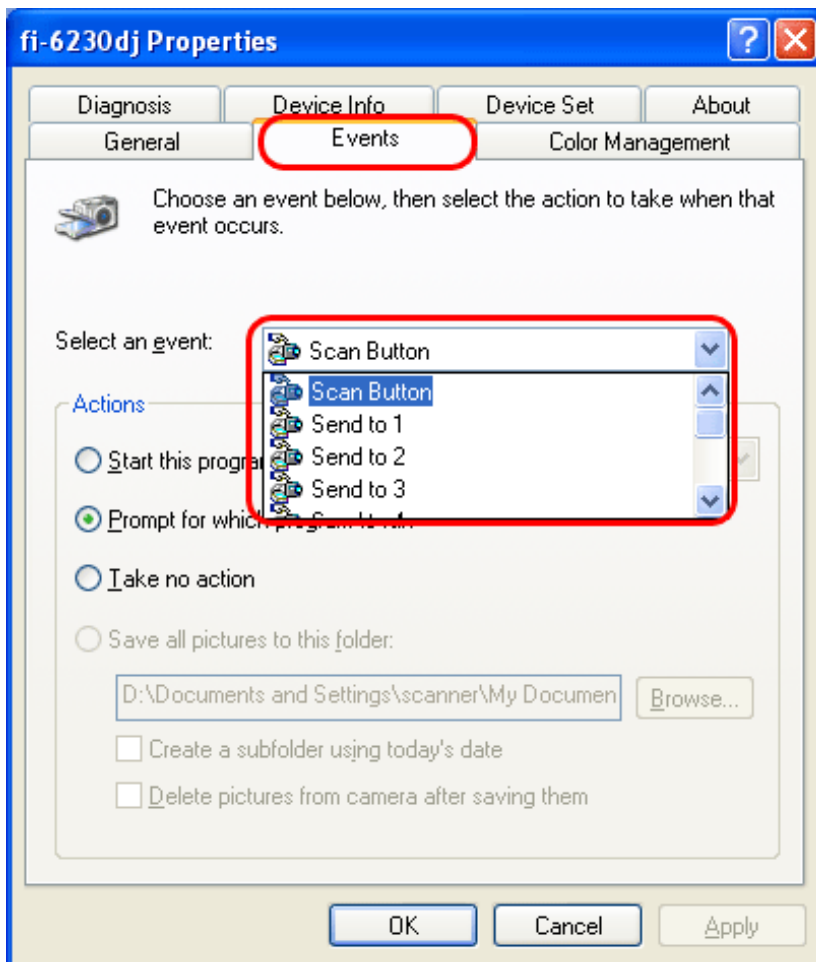 fi-6230dj Properties
Diagnosis Device Info Device Set About
General Events Color Management
Choose an event below, then select the action to take when that
event occurs.
Select an event: Scan Button
Scan Button
Actions
Send to 1
Start this program Send to 2
Send to 3
Prompt for which program to run
Take no action
Save all pictures to this folder:
D:\Documents and Settings\scanner\My Documen Browse...
Create a subfolder using today's date
Delete pictures from camera after saving them
OK Cancel Apply